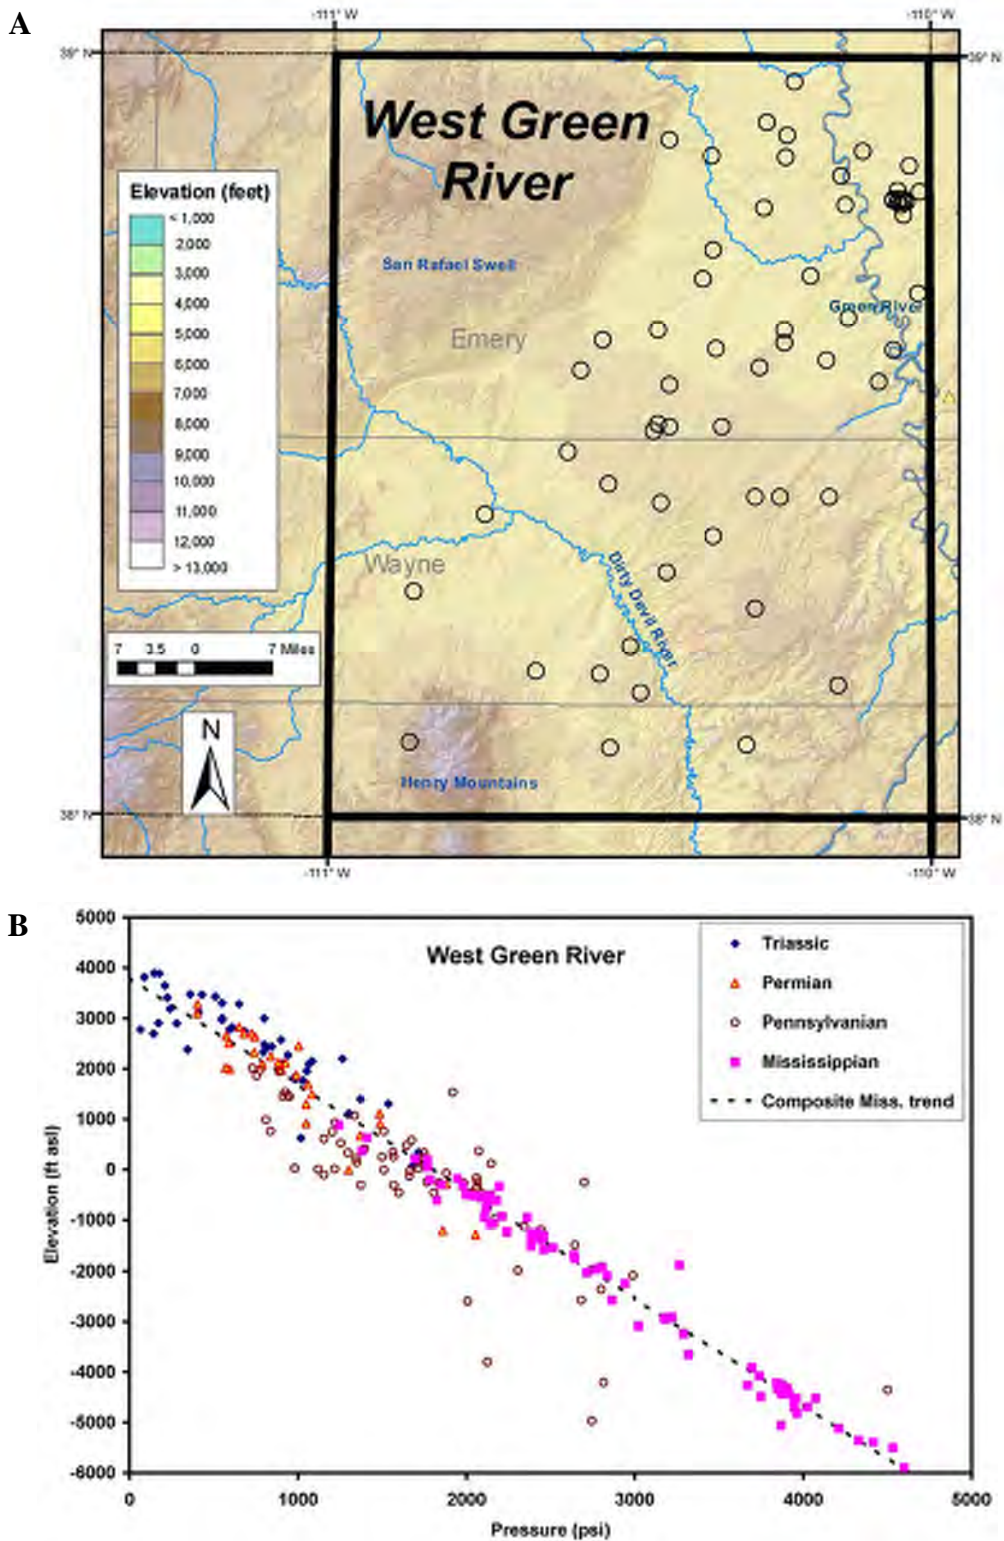 A
-111° W
-110° W
39° N
39° N
West Green
River
Elevation (feet)
< 1,000
2,000
3,000
4,000
5,000
6,000
7,000
8,000
9,000
10,000
11,000
12,000
> 13,000
San Rafael Swell
Green River
Emery
Wayne
Dirty Devil River
7 3.5 0 7 Miles
N
Henry Mountains
38° N
38° N
-111° W
-110° W
B
West Green River
Triassic
Permian
Pennsylvanian
Mississippian
Composite Miss. trend
5000
4000
3000
2000
1000
0
-1000
-2000
-3000
-4000
-5000
-6000
Elevation (ft asl)
0 1000 2000 3000 4000 5000
Pressure (psi)